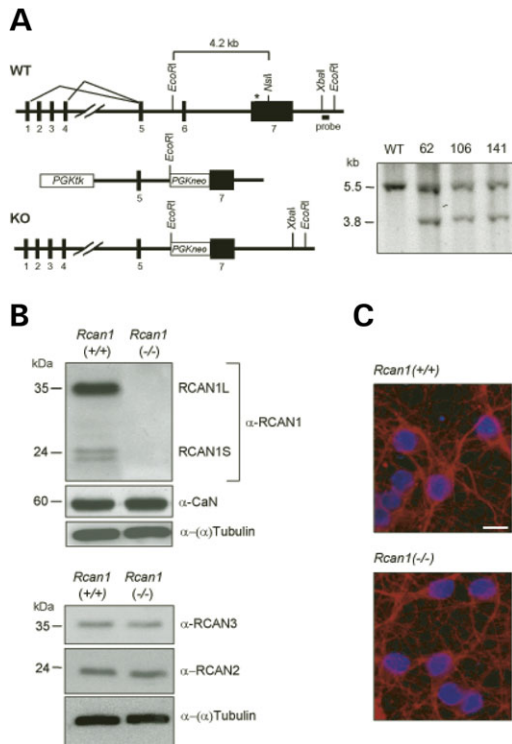 A
4.2 kb
WT
EcoRI
* NsiI
XbaI
EcoRI
1 2 3 4 5 6 7
probe
EcoRI
PGKtk
5
PGKneo
7
KO
EcoRI
XbaI
EcoRI
1 2 3 4 5
PGKneo
7
WT 62 106 141
kb
5.5
3.8
B
Rcan1 Rcan1
(+/+) (-/-)
kDa
35
RCAN1L
α-RCAN1
24
RCAN1S
60
α-CaN
α–(α)Tubulin
Rcan1 Rcan1
(+/+) (-/-)
kDa
35
α-RCAN3
24
α–RCAN2
α–(α)Tubulin
C
Rcan1(+/+)
Rcan1(-/-)